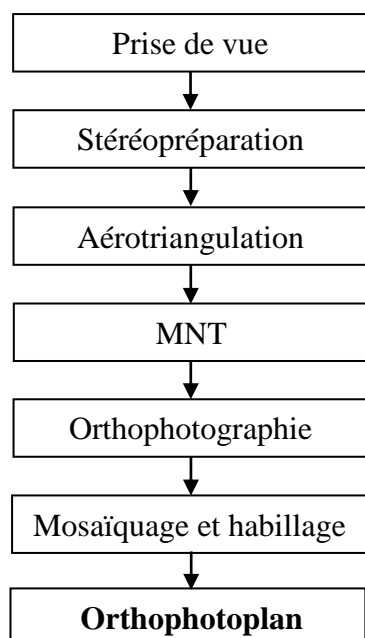 Prise de vue
Stéréopréparation
Aérotriangulation
MNT
Orthophotographie
Mosaïquage et habillage
Orthophotoplan